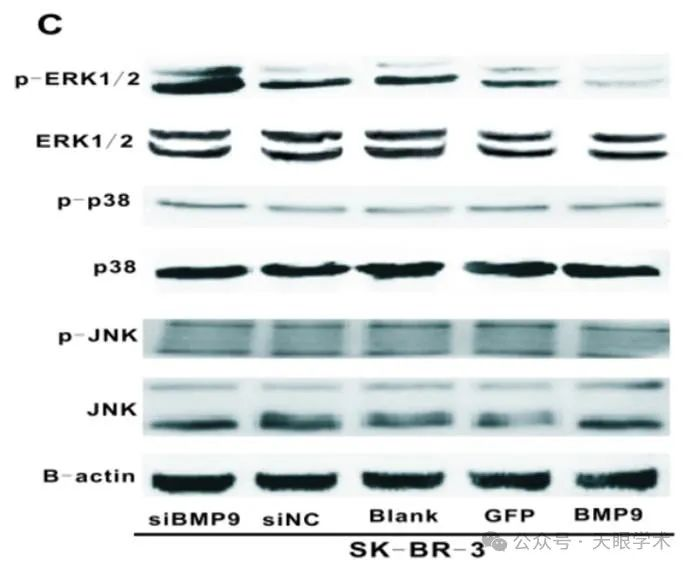 C
p-ERK1/2
ERK1/2
p-p38
p38
p-JNK
JNK
B-actin
siBMP9 siNC Blank GFP BMP9
SK-BR-3
公众号 · 天眼学术